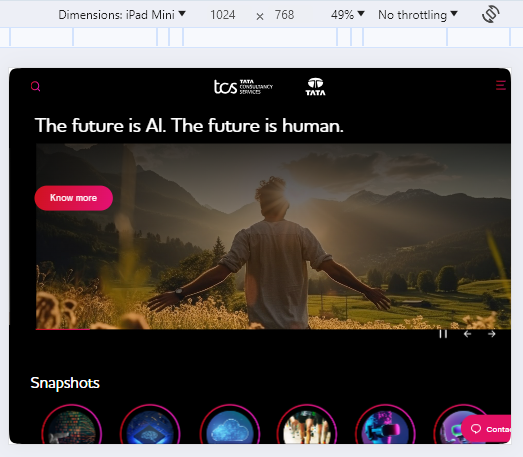 Dimensions: iPad Mini 1024 × 768 49% No throttling
tcs TATA CONSULTANCY SERVICES TATA
The future is AI. The future is human.
Know more
Snapshots
Contac